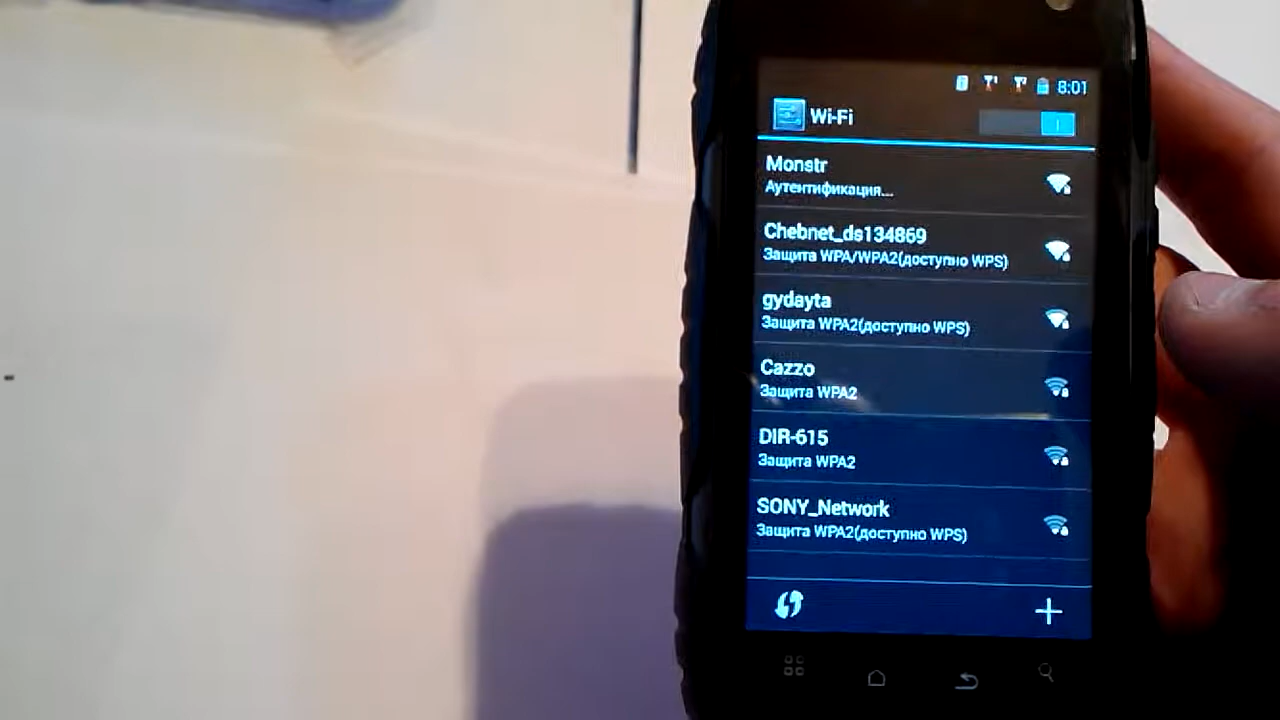 8:01
Wi-Fi
Monstr
Аутентификация...
Chebnet_ds134869
Защита WPA/WPA2(доступно WPS)
gydayta
Защита WPA2(доступно WPS)
Cazzo
Защита WPA2
DIR-615
Защита WPA2
SONY_Network
Защита WPA2(доступно WPS)